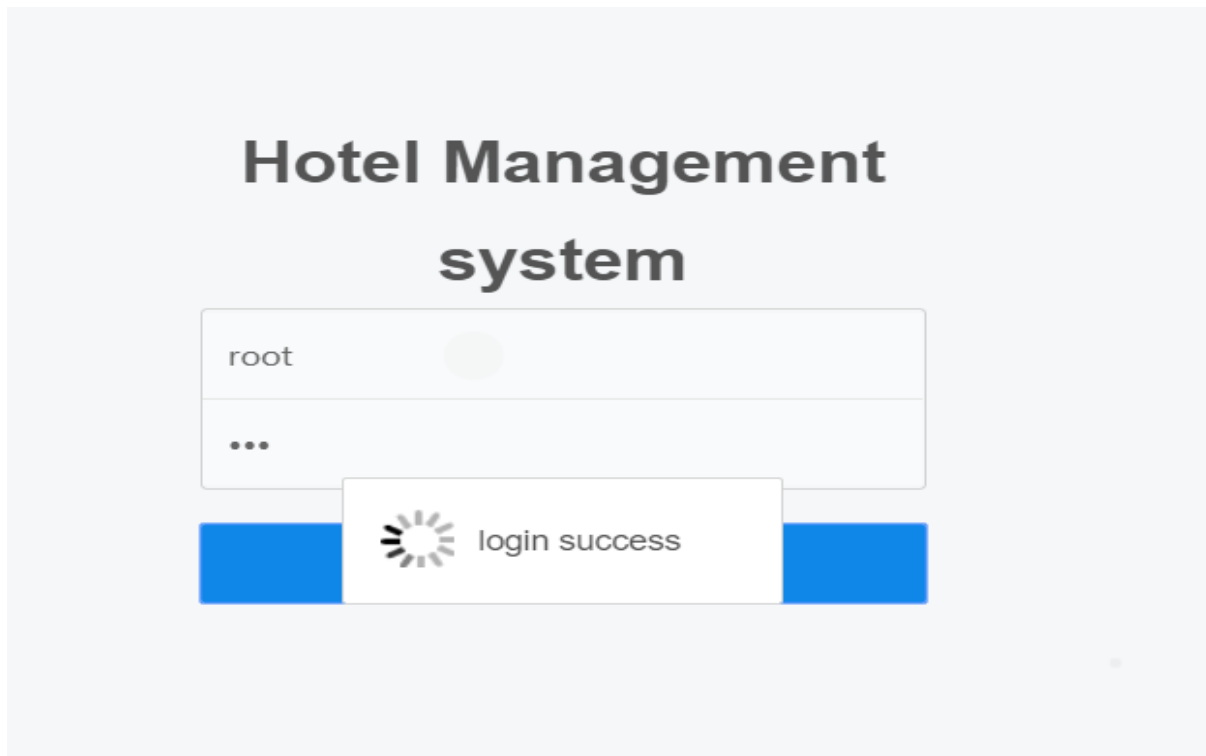 Hotel Management
system
root
•••
login success